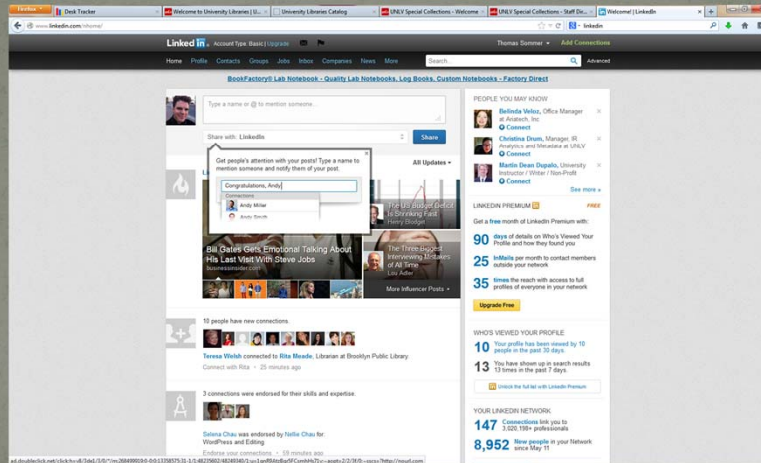 Firefox
Desk Tracker
Welcome to University Libraries | U...
University Libraries Catalog
UNLV Special Collections - Welcome
UNLV Special Collections - Staff Dir...
Welcome! | LinkedIn
www.linkedin.com/nhome/
linkedin
Linked in
Account Type: Basic | Upgrade
Thomas Sommer
Add Connections
Home Profile Contacts Groups Jobs Inbox Companies News More
Search...
Advanced
BookFactory® Lab Notebook - Quality Lab Notebooks, Log Books, Custom Notebooks - Factory Direct
Type a name or @ to mention someone...
Share with: LinkedIn
Share
Get people's attention with your posts! Type a name to
mention someone and notify them of your post.
Congratulations, Andy
Connections
Andy Miller
Andy Smith
All Updates
Bill Gates Gets Emotional Talking About
His Last Visit With Steve Jobs
businessinsider.com
The US Budget Deficit
Is Shrinking Fast
Henry Blodget
The Three Biggest
Interviewing Mistakes
of All Time
Lou Adler
More Influencer Posts
10 people have new connections.
Teresa Welsh connected to Rita Meade, Librarian at Brooklyn Public Library.
Connect with Rita • 25 minutes ago
3 connections were endorsed for their skills and expertise.
Selena Chau was endorsed by Nellie Chau for:
WordPress and Editing
Endorse your connections • 59 minutes ago
PEOPLE YOU MAY KNOW
Belinda Veloz, Office Manager
at Anatech, Inc
Connect
Christina Drum, Manager, IR
Analytics and Metadata at UNLV
Connect
Martin Dean Dupalo, University
Instructor / Writer / Non-Profit
Connect
See more »
LINKEDIN PREMIUM
FREE
Get a free month of LinkedIn Premium with:
90 days of details on Who's Viewed Your
Profile and how they found you
25 InMails per month to contact members
outside your network
35 times the reach with access to full
profiles of everyone in your network
Upgrade Free
WHO'S VIEWED YOUR PROFILE
10 Your profile has been viewed by 10
people in the past 30 days.
13 You have shown up in search results
13 times in the past 7 days.
Unlock the full list with LinkedIn Premium
YOUR LINKEDIN NETWORK
147 Connections link you to
3,020,198+ professionals
8,952 New people in your Network
since May 11